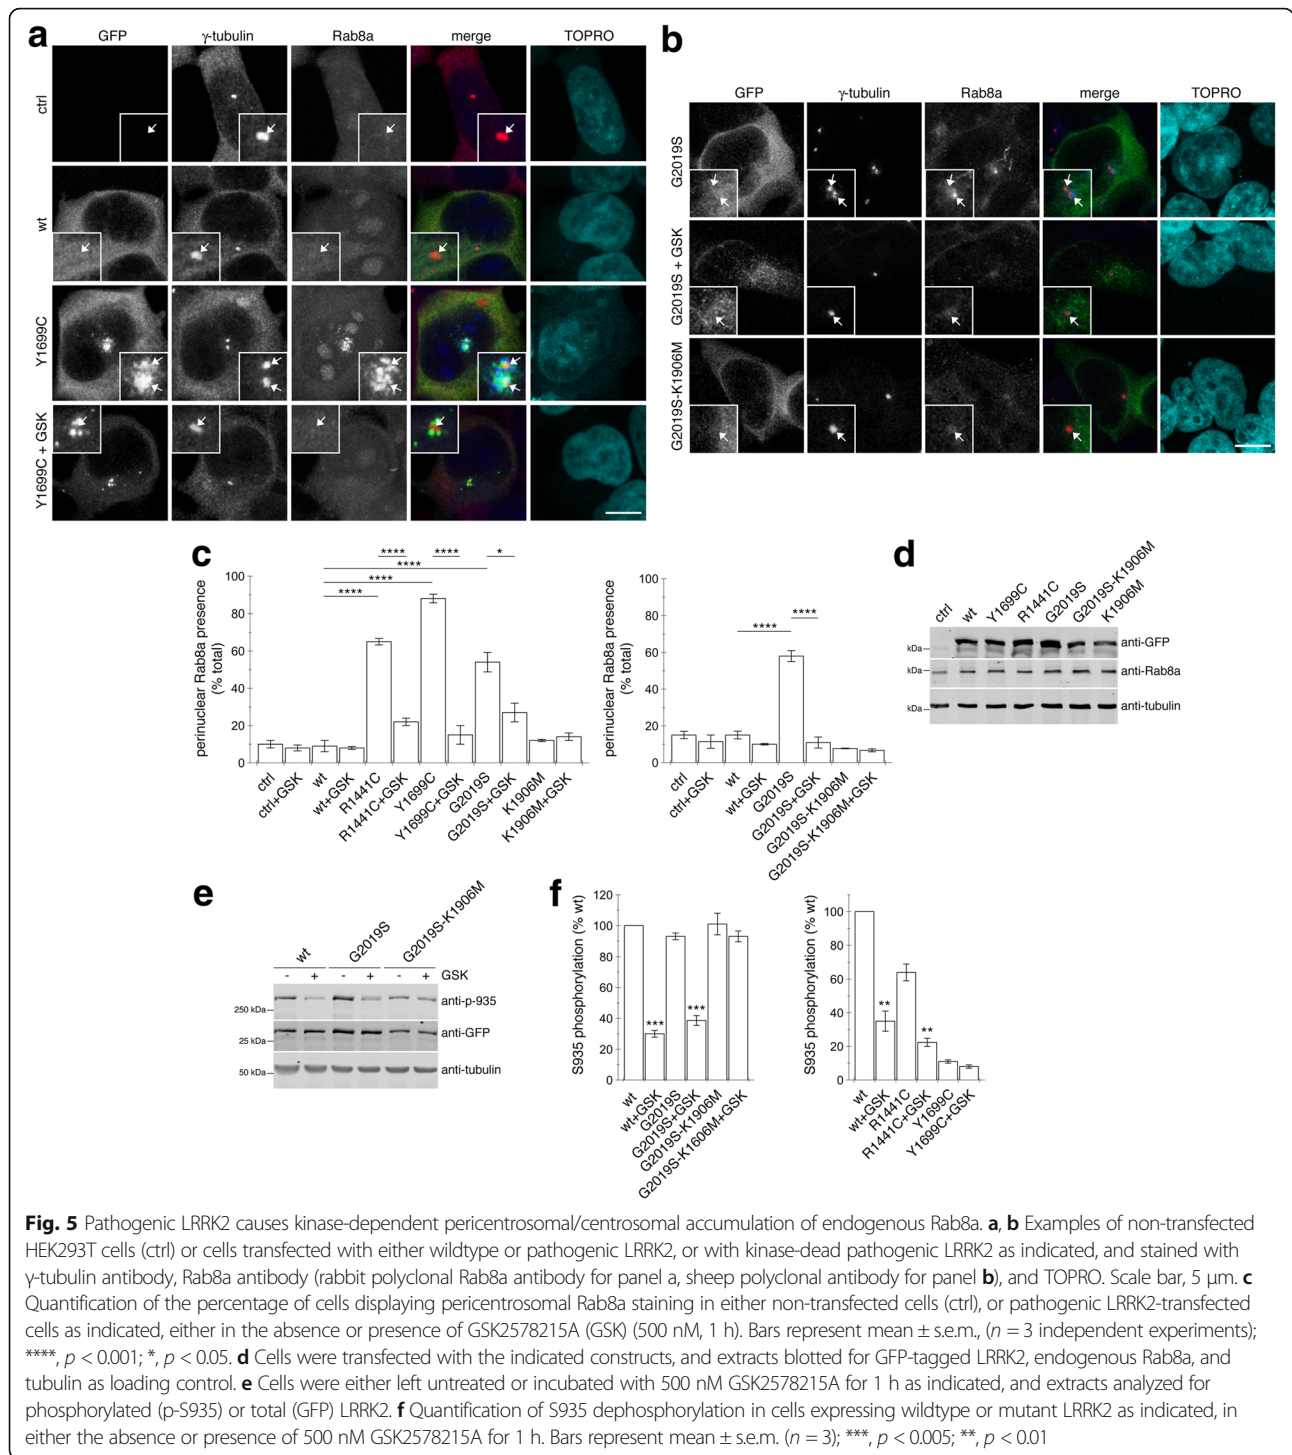 a
GFP γ-tubulin Rab8a merge TOPRO
ctrl
wt
Y1699C
Y1699C + GSK
b
GFP γ-tubulin Rab8a merge TOPRO
G2019S
G2019S + GSK
G2019S-K1906M
c
**** **** *
****
****
****
perinuclear Rab8a presence
(% total)
100
80
60
40
20
0
ctrl
ctrl+GSK
wt
wt+GSK
R1441C
R1441C+GSK
Y1699C
Y1699C+GSK
G2019S
G2019S+GSK
K1906M
K1906M+GSK
**** ****
perinuclear Rab8a presence
(% total)
100
80
60
40
20
0
ctrl
ctrl+GSK
wt
wt+GSK
G2019S
G2019S+GSK
G2019S-K1906M
G2019S-K1906M+GSK
d
ctrl
wt
Y1699C
R1441C
G2019S
G2019S-K1906M
K1906M
kDa anti-GFP
kDa anti-Rab8a
kDa anti-tubulin
e
wt G2019S G2019S-K1906M
- + - + - + GSK
anti-p-935
250 kDa
anti-GFP
25 kDa
50 kDa anti-tubulin
f
S935 phosphorylation (% wt)
120
100
80
60
40
20
0
*** ***
wt
wt+GSK
G2019S
G2019S+GSK
G2019S-K1906M
G2019S-K1606M+GSK
S935 phosphorylation (% wt)
100
80
60
40
20
0
** **
wt
wt+GSK
R1441C
R1441C+GSK
Y1699C
Y1699C+GSK
Fig. 5 Pathogenic LRRK2 causes kinase-dependent pericentrosomal/centrosomal accumulation of endogenous Rab8a. a, b Examples of non-transfected
HEK293T cells (ctrl) or cells transfected with either wildtype or pathogenic LRRK2, or with kinase-dead pathogenic LRRK2 as indicated, and stained with
γ-tubulin antibody, Rab8a antibody (rabbit polyclonal Rab8a antibody for panel a, sheep polyclonal antibody for panel b), and TOPRO. Scale bar, 5 μm. c
Quantification of the percentage of cells displaying pericentrosomal Rab8a staining in either non-transfected cells (ctrl), or pathogenic LRRK2-transfected
cells as indicated, either in the absence or presence of GSK2578215A (GSK) (500 nM, 1 h). Bars represent mean ± s.e.m., (n = 3 independent experiments);
****, p < 0.001; *, p < 0.05. d Cells were transfected with the indicated constructs, and extracts blotted for GFP-tagged LRRK2, endogenous Rab8a, and
tubulin as loading control. e Cells were either left untreated or incubated with 500 nM GSK2578215A for 1 h as indicated, and extracts analyzed for
phosphorylated (p-S935) or total (GFP) LRRK2. f Quantification of S935 dephosphorylation in cells expressing wildtype or mutant LRRK2 as indicated, in
either the absence or presence of 500 nM GSK2578215A for 1 h. Bars represent mean ± s.e.m. (n = 3); ***, p < 0.005; **, p < 0.01